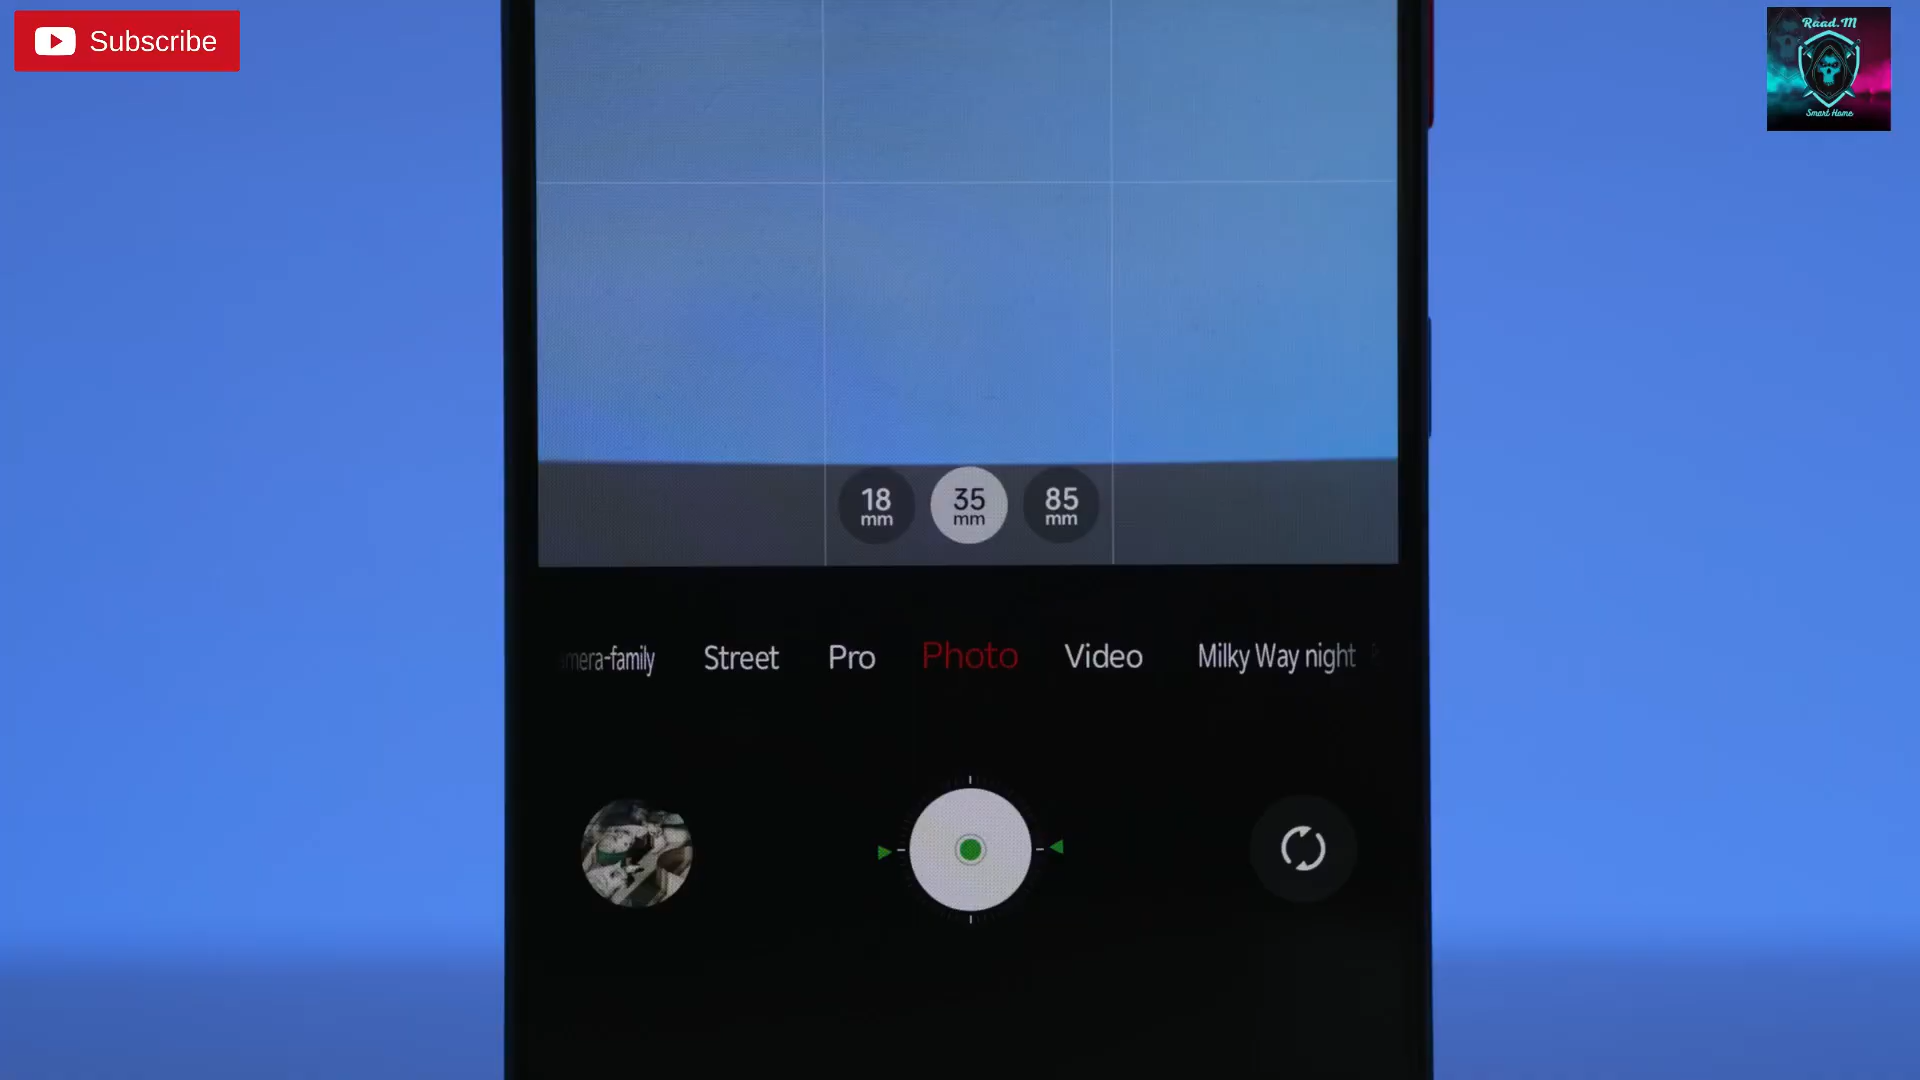 Subscribe
Raad.M
Smart Home
18
mm
35
mm
85
mm
mera-family
Street
Pro
Photo
Video
Milky Way night